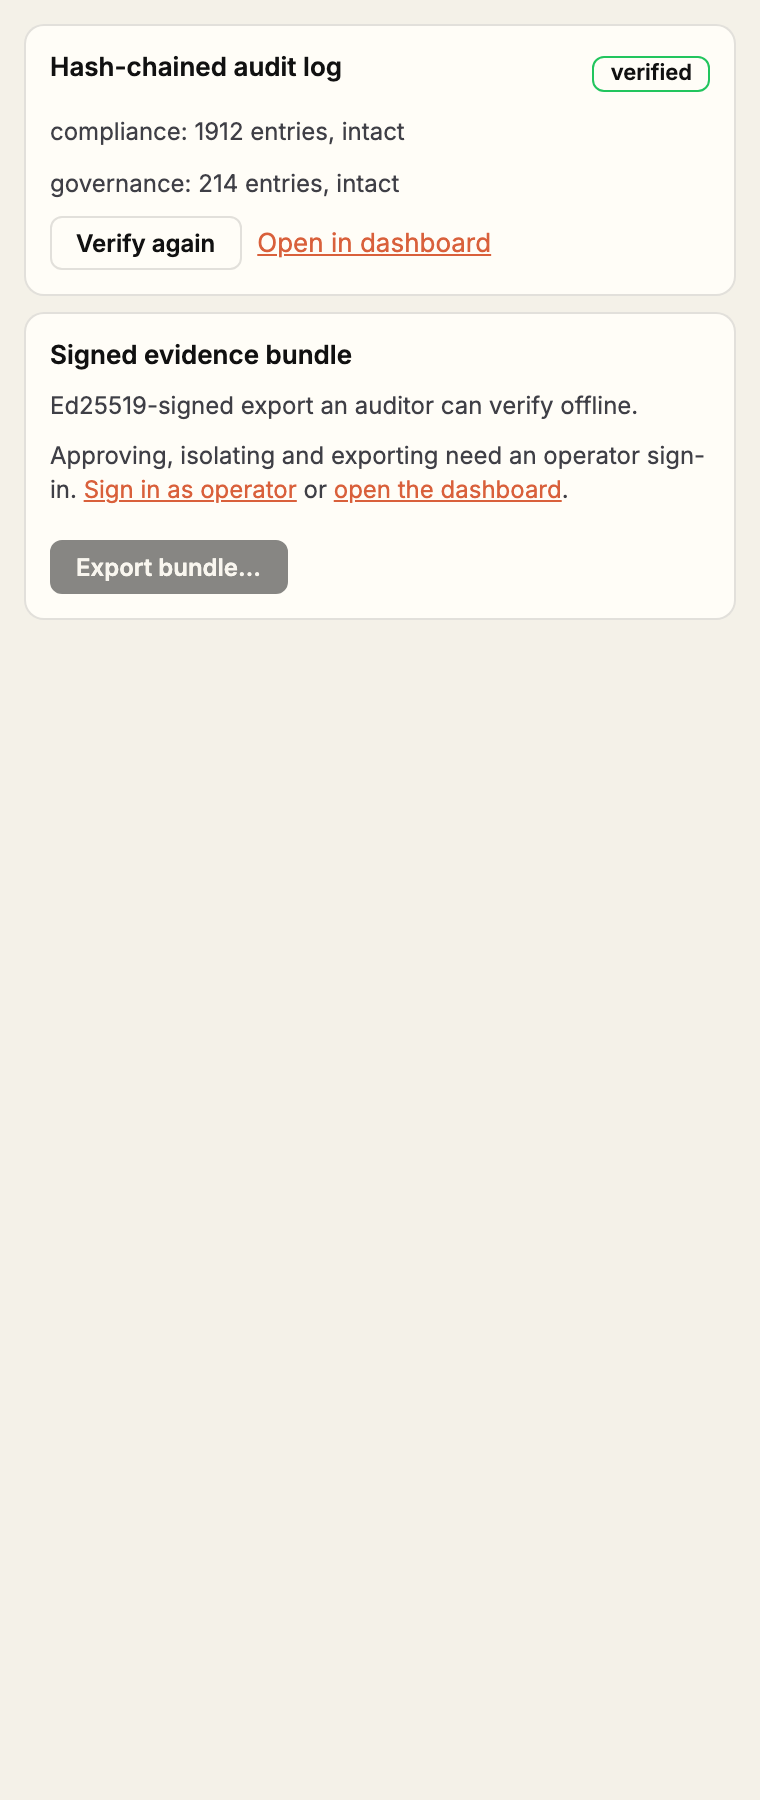 Hash-chained audit log
verified
compliance: 1912 entries, intact
governance: 214 entries, intact
Verify again
Open in dashboard
Signed evidence bundle
Ed25519-signed export an auditor can verify offline.
Approving, isolating and exporting need an operator sign-
in. Sign in as operator or open the dashboard.
Export bundle...